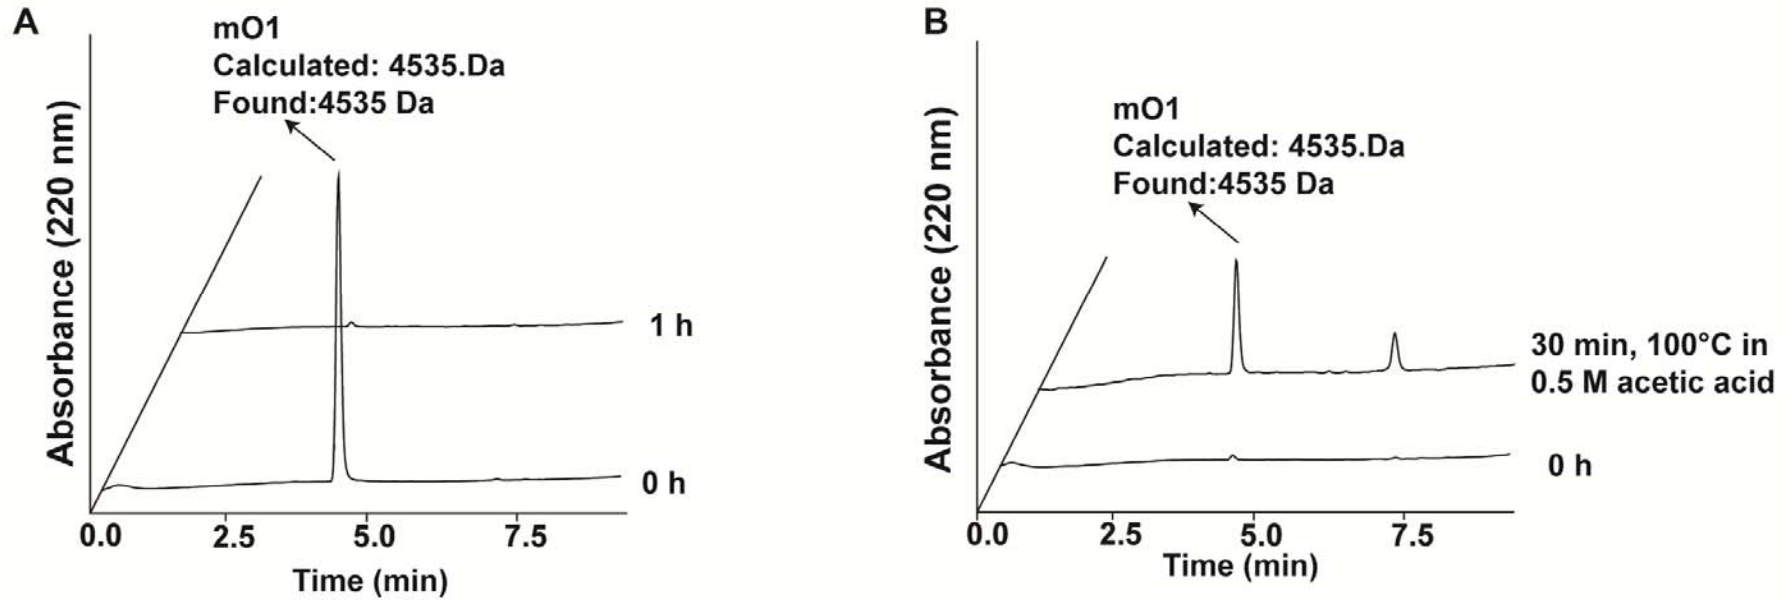 A
mO1
Calculated: 4535.Da
Found:4535 Da
Absorbance (220 nm)
1 h
0 h
0.0 2.5 5.0 7.5
Time (min)
B
mO1
Calculated: 4535.Da
Found:4535 Da
Absorbance (220 nm)
30 min, 100°C in
0.5 M acetic acid
0 h
0.0 2.5 5.0 7.5
Time (min)